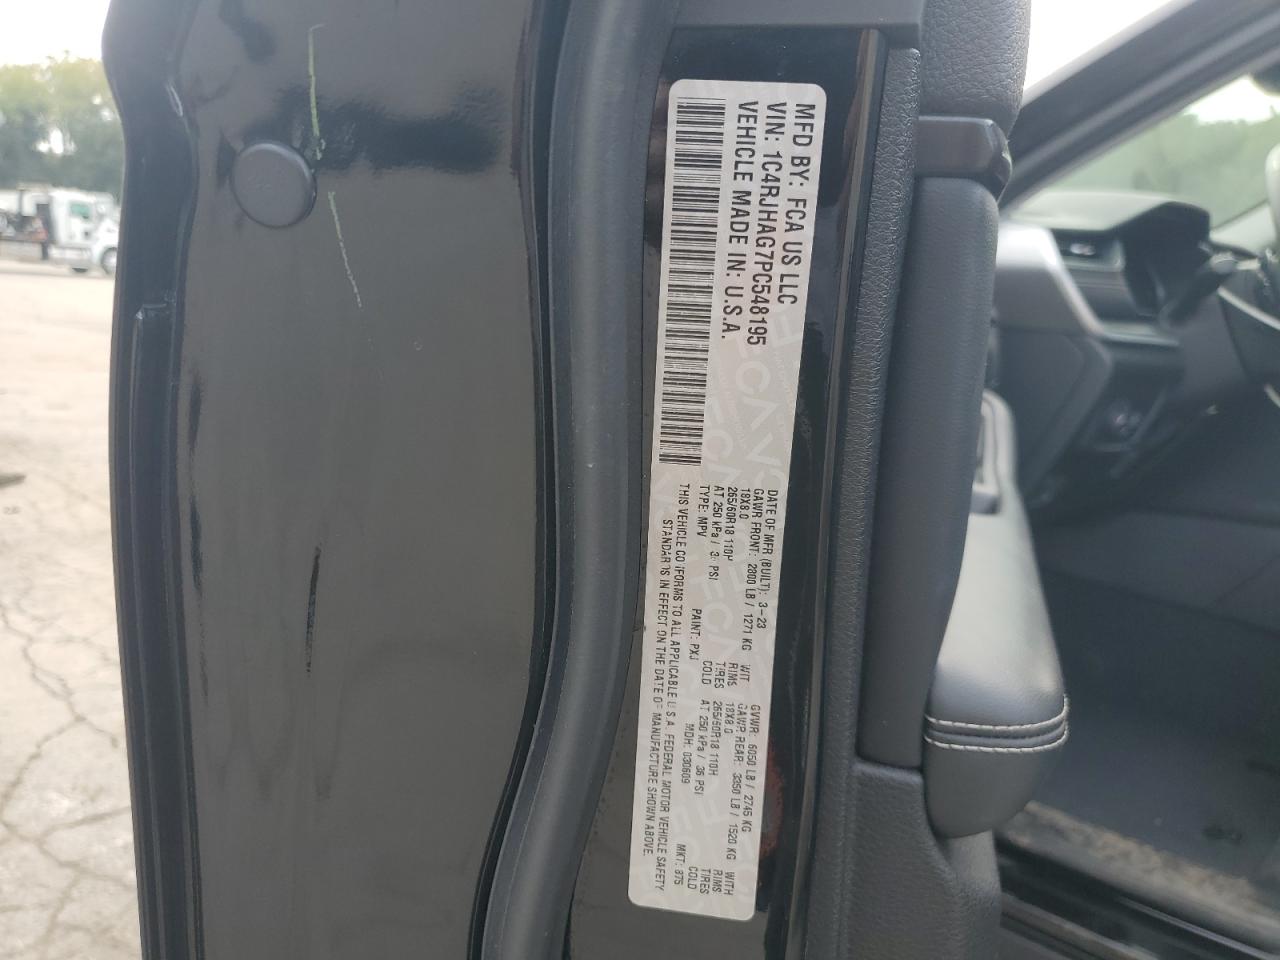 MFD BY: FCA US LLC
VIN: 1C4RJHAG7PC548195
VEHICLE MADE IN: U.S.A.
DATE OF MFR (BUILT): 3-23 GVWR: 6050 LB / 2745 KG
GAWR FRONT: 2800 LB / 1271 KG WIT GAWR REAR: 3350 LB / 1520 KG WITH
18X8.0 RIMS 18X8.0 RIMS
265/60R18 110H TIRES 265/60R18 110H TIRES
AT 250 kPa / PSI COLD AT 250 kPa / 36 PSI COLD
TYPE: MPV PAINT: PXJ MDH: 030609 MKT: 875
THIS VEHICLE CONFORMS TO ALL APPLICABLE U.S.A. FEDERAL MOTOR VEHICLE SAFETY
STANDARDS IN EFFECT ON THE DATE OF MANUFACTURE SHOWN ABOVE.